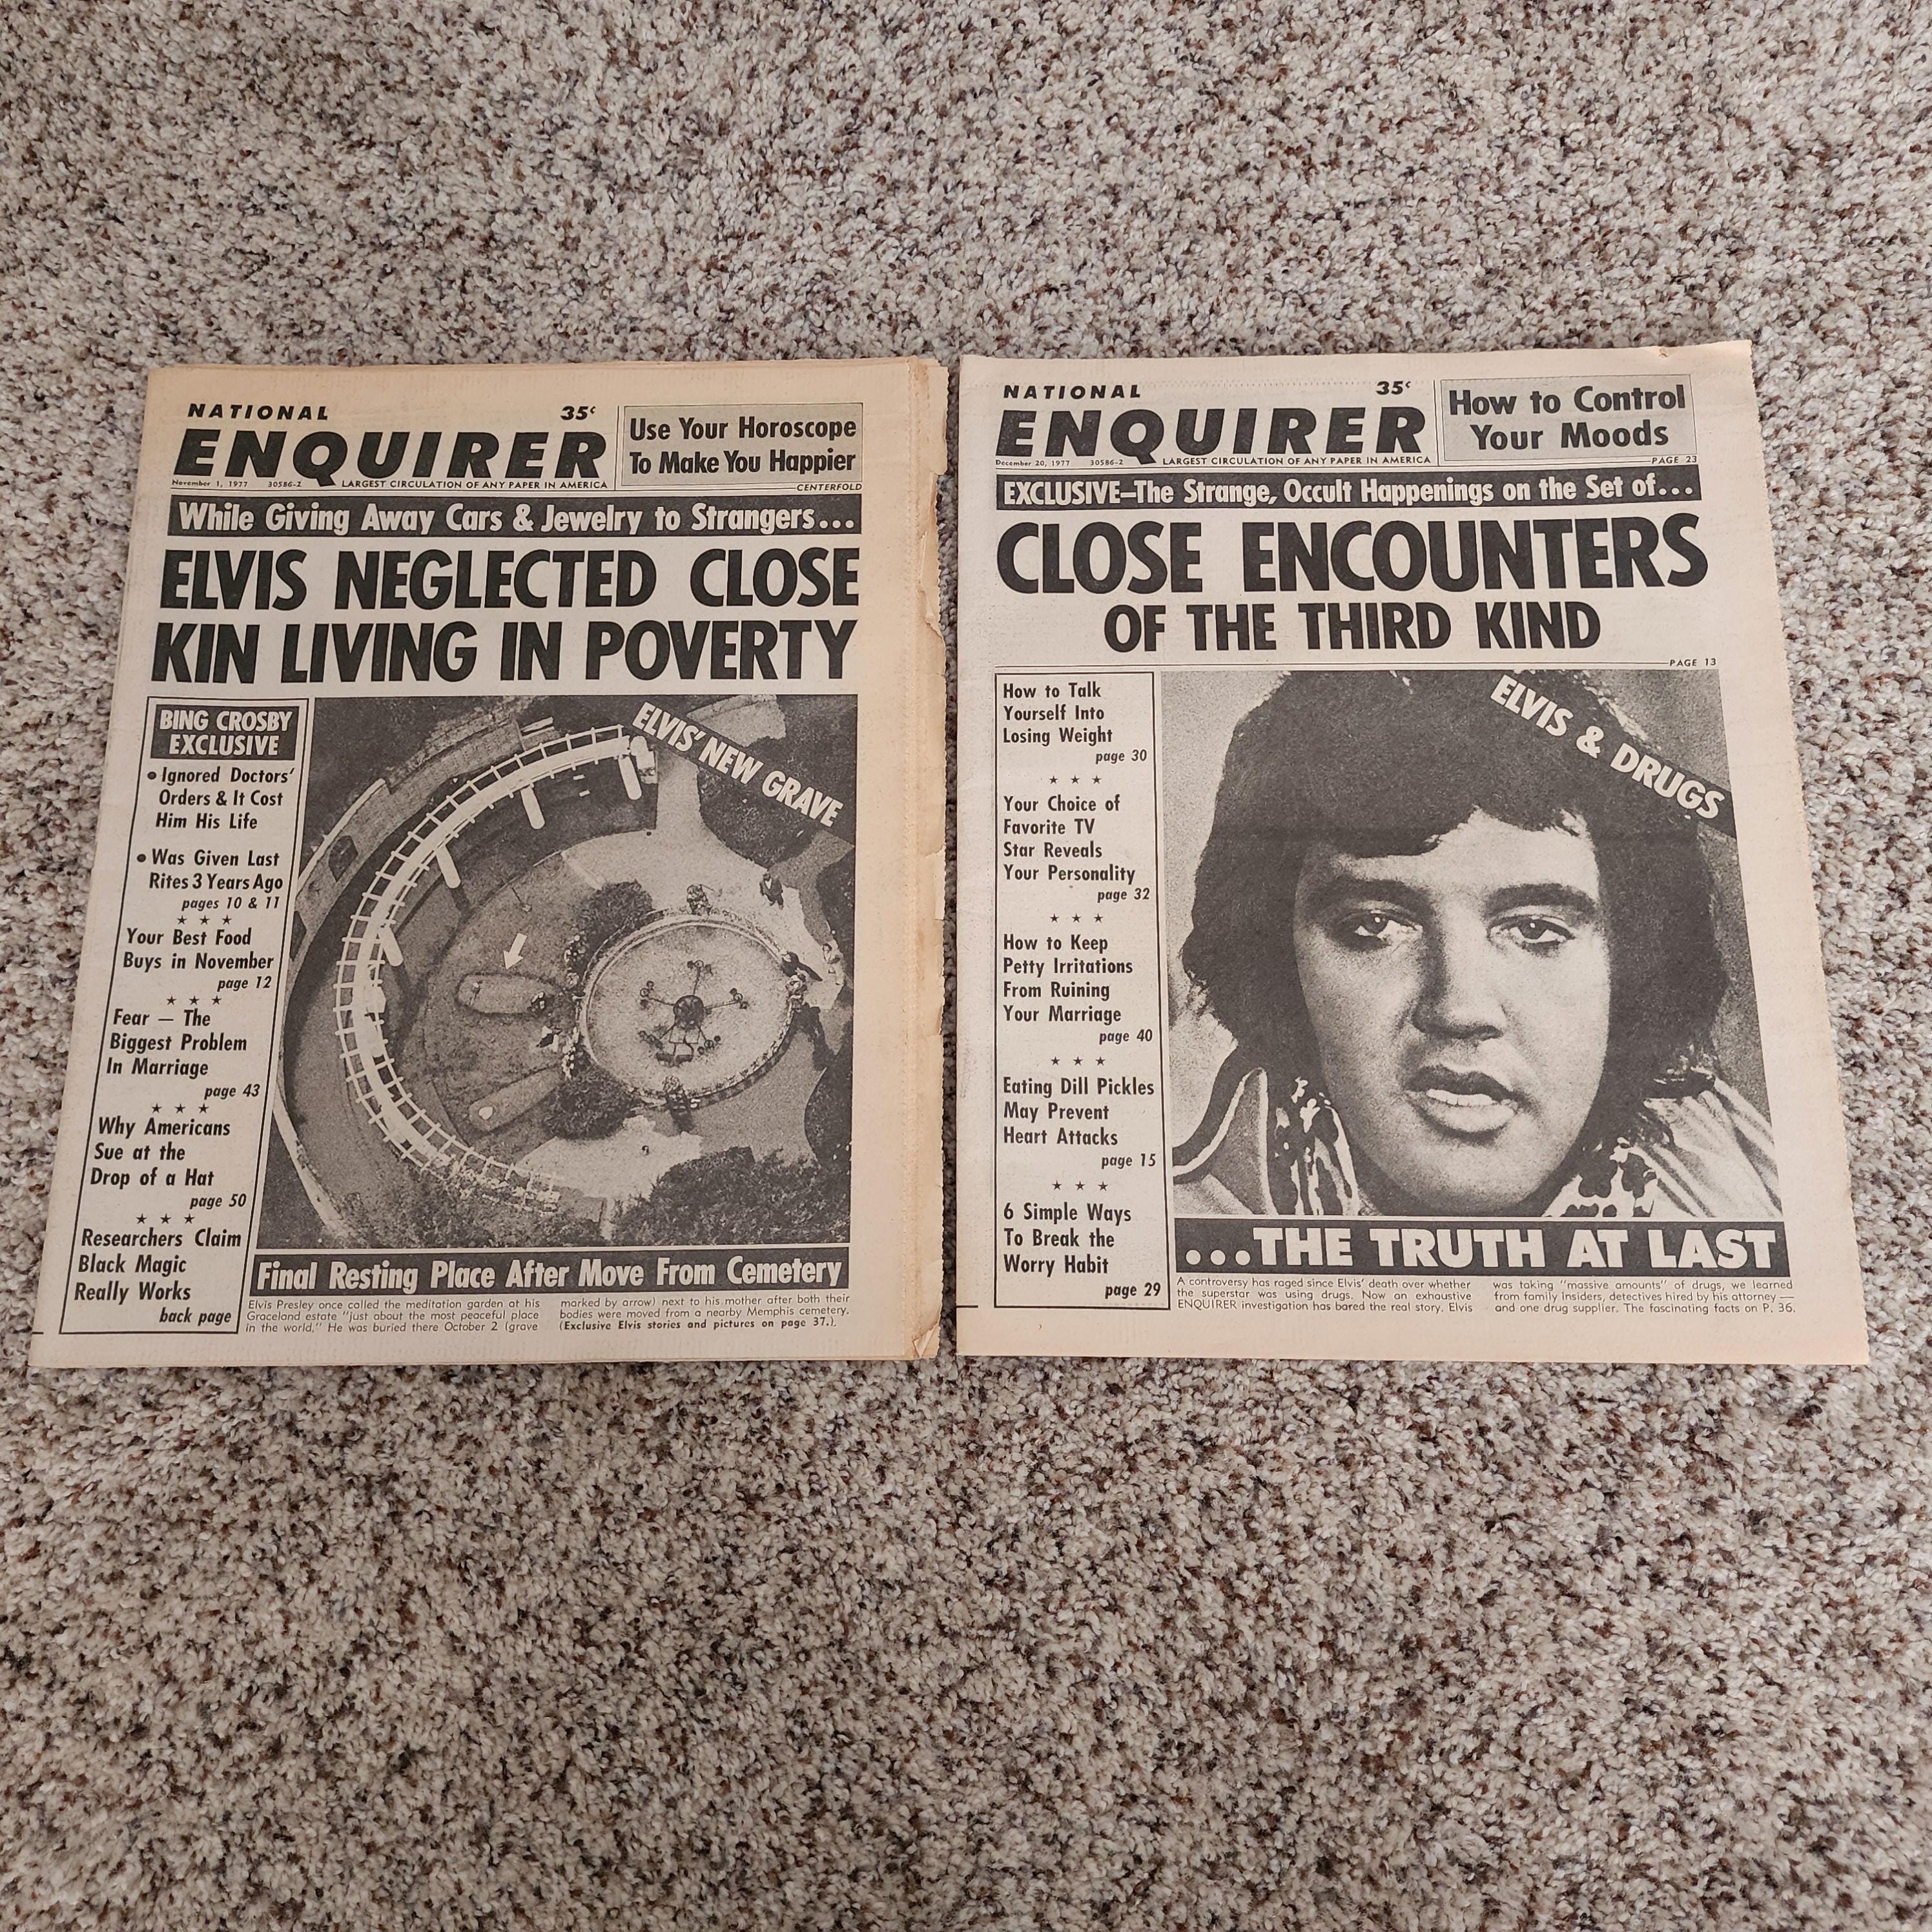 NATIONAL
35¢
ENQUIRER
November 1, 1977 30586-2 LARGEST CIRCULATION OF ANY PAPER IN AMERICA
Use Your Horoscope
To Make You Happier
CENTERFOLD
While Giving Away Cars & Jewelry to Strangers...
ELVIS NEGLECTED CLOSE
KIN LIVING IN POVERTY
BING CROSBY
EXCLUSIVE
• Ignored Doctors'
Orders & It Cost
Him His Life
• Was Given Last
Rites 3 Years Ago
pages 10 & 11
★ ★ ★
Your Best Food
Buys in November
page 12
★ ★ ★
Fear — The
Biggest Problem
In Marriage
page 43
★ ★ ★
Why Americans
Sue at the
Drop of a Hat
page 50
★ ★ ★
Researchers Claim
Black Magic
Really Works
back page
ELVIS' NEW GRAVE
Final Resting Place After Move From Cemetery
Elvis Presley once called the meditation garden at his
Graceland estate "just about the most peaceful place
in the world." He was buried there October 2 (grave
marked by arrow) next to his mother after both their
bodies were moved from a nearby Memphis cemetery.
(Exclusive Elvis stories and pictures on page 37.)
NATIONAL
35¢
ENQUIRER
December 20, 1977 30586-2 LARGEST CIRCULATION OF ANY PAPER IN AMERICA
How to Control
Your Moods
PAGE 23
EXCLUSIVE—The Strange, Occult Happenings on the Set of...
CLOSE ENCOUNTERS
OF THE THIRD KIND
PAGE 13
How to Talk
Yourself Into
Losing Weight
page 30
★ ★ ★
Your Choice of
Favorite TV
Star Reveals
Your Personality
page 32
★ ★ ★
How to Keep
Petty Irritations
From Ruining
Your Marriage
page 40
★ ★ ★
Eating Dill Pickles
May Prevent
Heart Attacks
page 15
★ ★ ★
6 Simple Ways
To Break the
Worry Habit
page 29
ELVIS & DRUGS
...THE TRUTH AT LAST
A controversy has raged since Elvis' death over whether
the superstar was using drugs. Now an exhaustive
ENQUIRER investigation has bared the real story. Elvis
was taking "massive amounts" of drugs, we learned
from family insiders, detectives hired by his attorney —
and one drug supplier. The fascinating facts on P. 36.